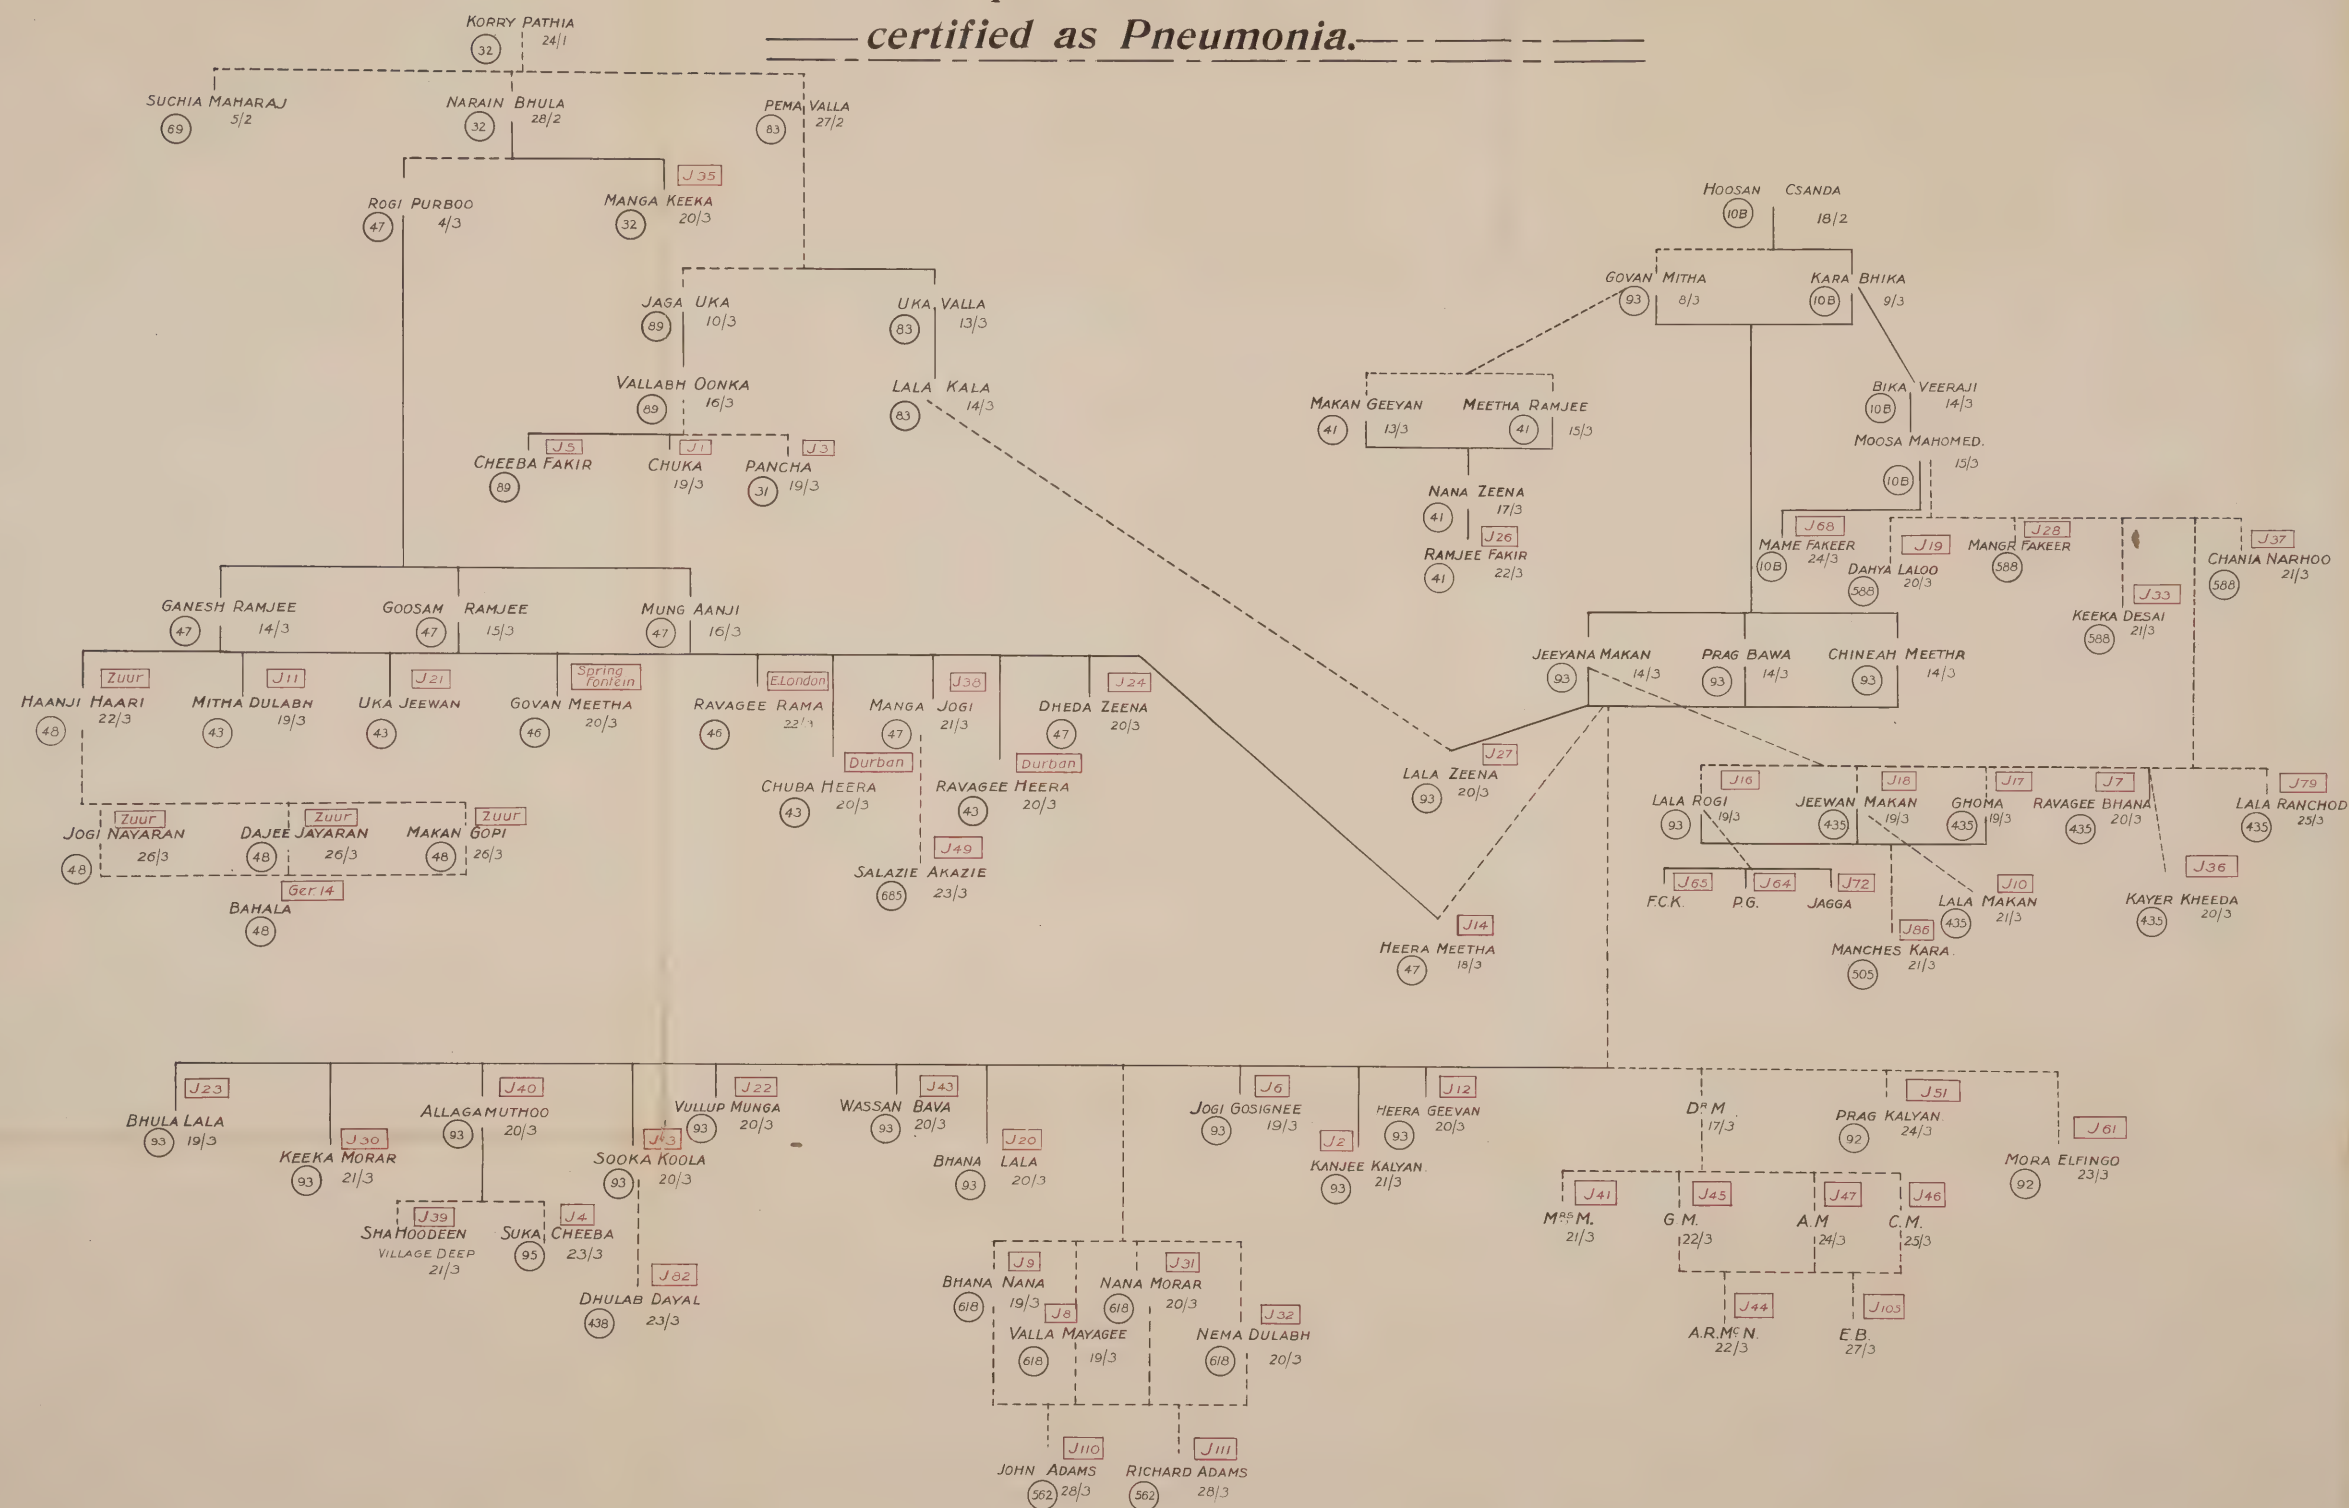 certified as Pneumonia.
KORRY PATHIA
32 24/1
SUCHIA MAHARAJ
69 5/2
NARAIN BHULA
32 28/2
PEMA VALLA
83 27/2
ROGI PURBOO
47 4/3
J 35
MANGA KEEKA
32 20/3
HOOSAN CSANDA
10B 18/2
JAGA UKA
89 10/3
UKA VALLA
83 13/3
GOVAN MITHA
93 8/3
KARA BHIKA
10B 9/3
VALLABH OONKA
89 16/3
LALA KALA
83 14/3
MAKAN GEEYAN
41 13/3
MEETHA RAMJEE
41 15/3
BIKA VEERAJI
10B 14/3
MOOSA MAHOMED.
10B 15/3
J5
CHEEBA FAKIR
89
J1
CHUKA
19/3
J3
PANCHA
31 19/3
NANA ZEENA
41 17/3
J26
RAMJEE FAKIR
41 22/3
J68
MAME FAKEER
10B 24/3
J19
DAHYA LALOO
588 20/3
J28
MANGR FAKEER
588
J33
KEEKA DESAI
588 21/3
J37
CHANIA NARHOO
588 21/3
GANESH RAMJEE
47 14/3
GOOSAM RAMJEE
47 15/3
MUNG AANJI
47 16/3
JEEYANA MAKAN
93 14/3
PRAG BAWA
93 14/3
CHINEAH MEETHA
93 14/3
Zuur
HAANJI HAARI
48 22/3
J11
MITHA DULABH
43 19/3
J21
UKA JEEWAN
43
Spring
fontein
GOVAN MEETHA
46 20/3
E.London
RAVAGEE RAMA
46 22/3
Durban
CHUBA HEERA
43 20/3
J38
MANGA JOGI
47 21/3
Durban
RAVAGEE HEERA
43 20/3
J24
DHEDA ZEENA
47 20/3
J27
LALA ZEENA
93 20/3
J16
LALA ROGI
93 19/3
J18
JEEWAN MAKAN
435 19/3
J17
GHOMA
435 19/3
J7
RAVAGEE BHANA
435 20/3
J79
LALA RANCHOD
435 25/3
Zuur
JOGI NAYARAN
48 26/3
Zuur
DAJEE JAYARAN
48 26/3
Zuur
MAKAN GOPI
48 26/3
Ger.14
BAHALA
48
J49
SALAZIE AKAZIE
685 23/3
J65
F.C.K.
J64
P.G.
J72
JAGGA
J10
LALA MAKAN
435 21/3
J36
KAYER KHEEDA
435 20/3
J14
HEERA MEETHA
47 18/3
J86
MANCHES KARA.
505 21/3
J23
BHULA LALA
93 19/3
J30
KEEKA MORAR
93 21/3
J40
ALLAGAMUTHOO
93 20/3
SOOKA KOOLA
93 20/3
J22
VULLUP MUNGA
93 20/3
J43
WASSAN BAVA
93 20/3
J20
BHANA LALA
93 20/3
J6
JOGI GOSIGNEE
93 19/3
J2
KANJEE KALYAN.
93 21/3
J12
HEERA GEEVAN
93 20/3
Dr M.
17/3
J51
PRAG KALYAN.
92 24/3
J61
MORA ELFINGO
92 23/3
J39
SHAHOODEEN
VILLAGE DEEP
21/3
J4
SUKA CHEEBA
95 23/3
J82
DHULAB DAYAL
438 23/3
J41
Mrs M.
21/3
J45
G.M.
22/3
J47
A.M
24/3
J46
C.M.
25/3
J9
BHANA NANA
618 19/3
J8
VALLA MAYAGEE
618 19/3
J31
NANA MORAR
618 20/3
J32
NEMA DULABH
618 20/3
J44
A.R.McN.
22/3
J105
E.B.
27/3
J110
JOHN ADAMS
562 28/3
J111
RICHARD ADAMS
562 28/3